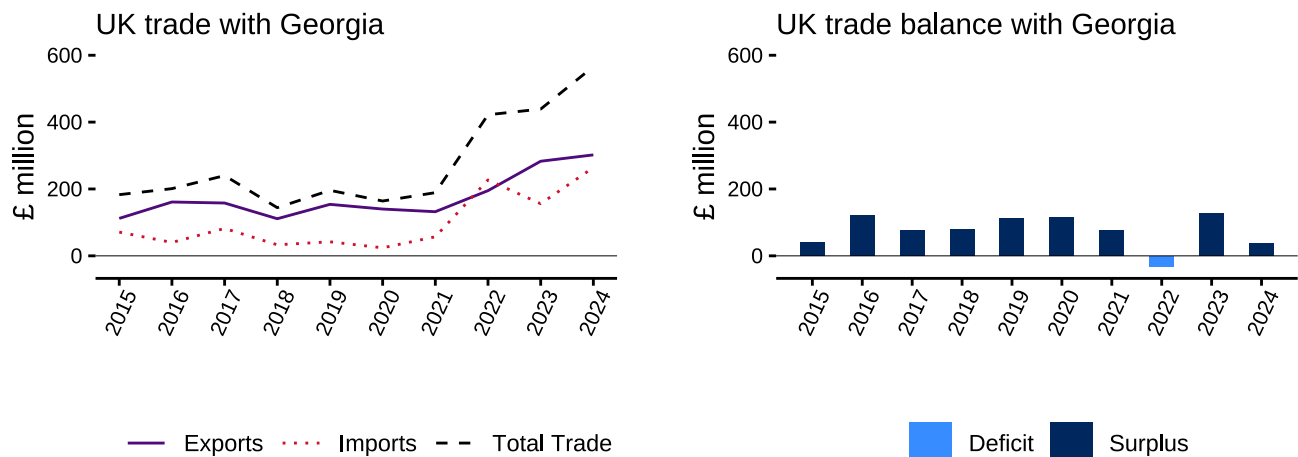 UK trade with Georgia
600
400
200
0
£ million
2015 2016 2017 2018 2019 2020 2021 2022 2023 2024
Exports Imports Total Trade
UK trade balance with Georgia
600
400
200
0
£ million
2015 2016 2017 2018 2019 2020 2021 2022 2023 2024
Deficit Surplus